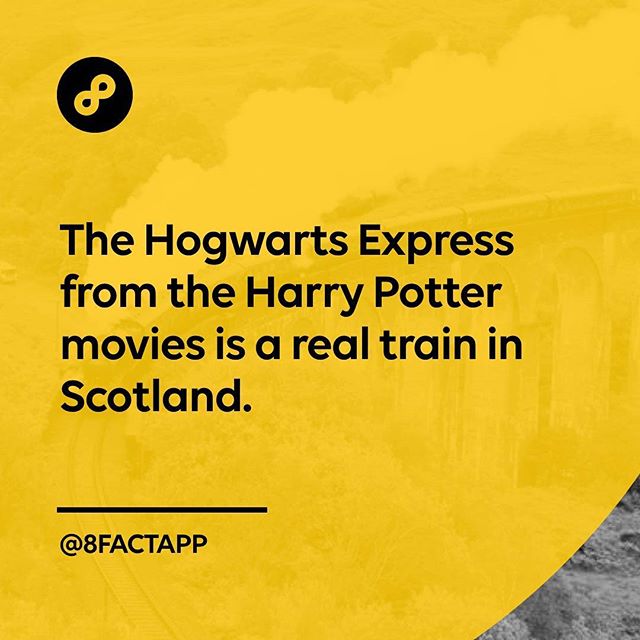 The Hogwarts Express
from the Harry Potter
movies is a real train in
Scotland.
@8FACTAPP